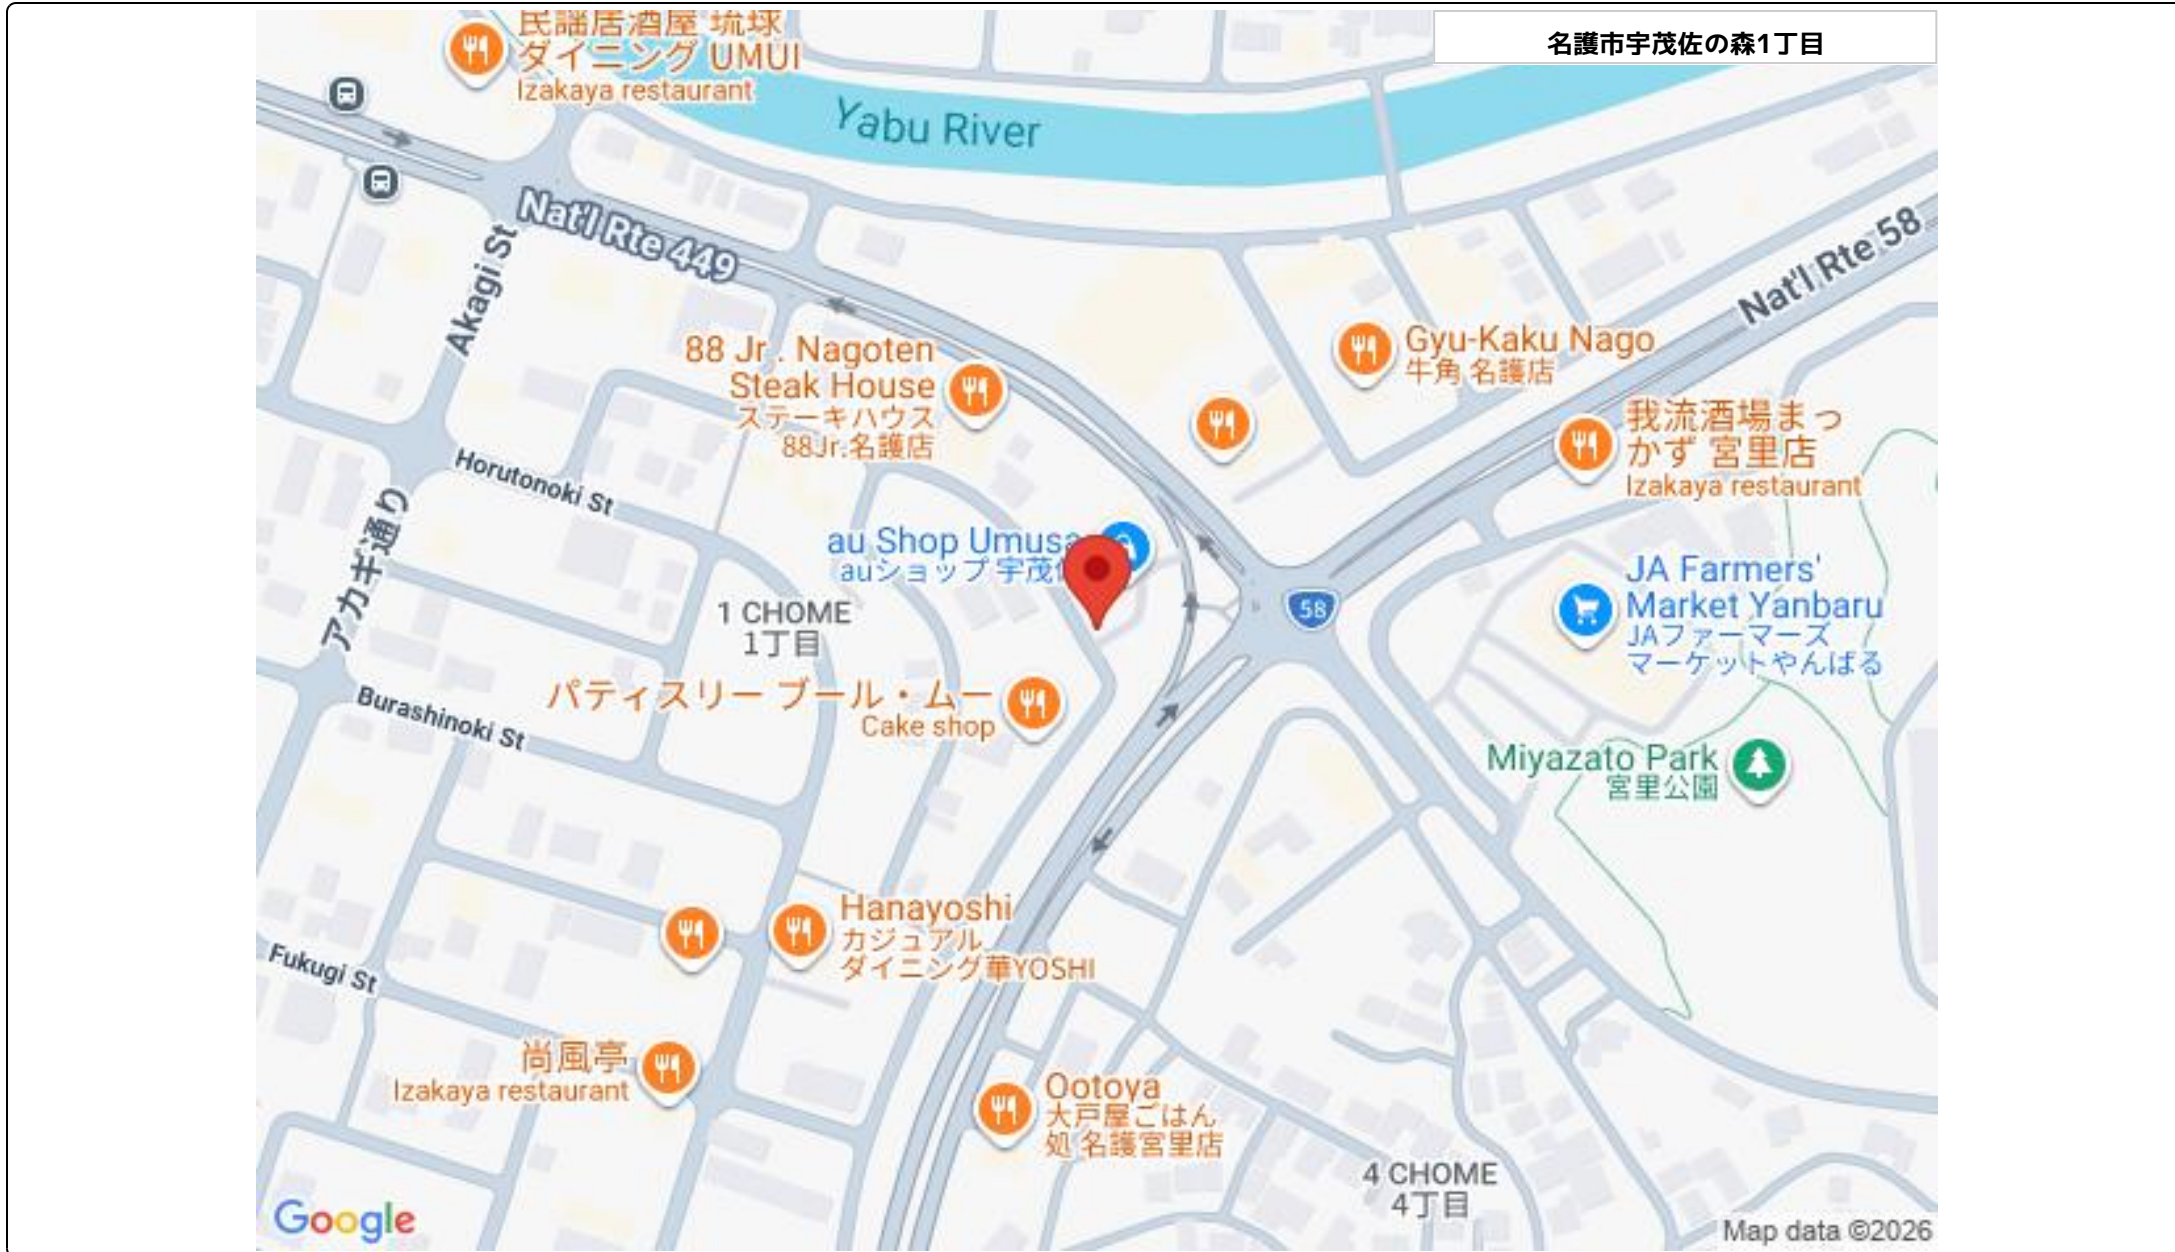 名護市宇茂佐の森1丁目
民謡居酒屋 琉球
ダイニング UMUI
Izakaya restaurant
Yabu River
Nat'l Rte 449
Nat'l Rte 58
Akagi St
88 Jr . Nagoten
Steak House
ステーキハウス
88Jr.名護店
Gyu-Kaku Nago
牛角 名護店
我流酒場まっ
かず 宮里店
Izakaya restaurant
Horutonoki St
アカギ通り
au Shop Umusa
auショップ 宇茂
58
JA Farmers'
Market Yanbaru
JAファーマーズ
マーケットやんばる
1 CHOME
1丁目
パティスリー ブール・ムー
Cake shop
Burashinoki St
Miyazato Park
宮里公園
Hanayoshi
カジュアル
ダイニング華YOSHI
Fukugi St
尚風亭
Izakaya restaurant
Ootoya
大戸屋ごはん
処 名護宮里店
4 CHOME
4丁目
Google
Map data ©2026